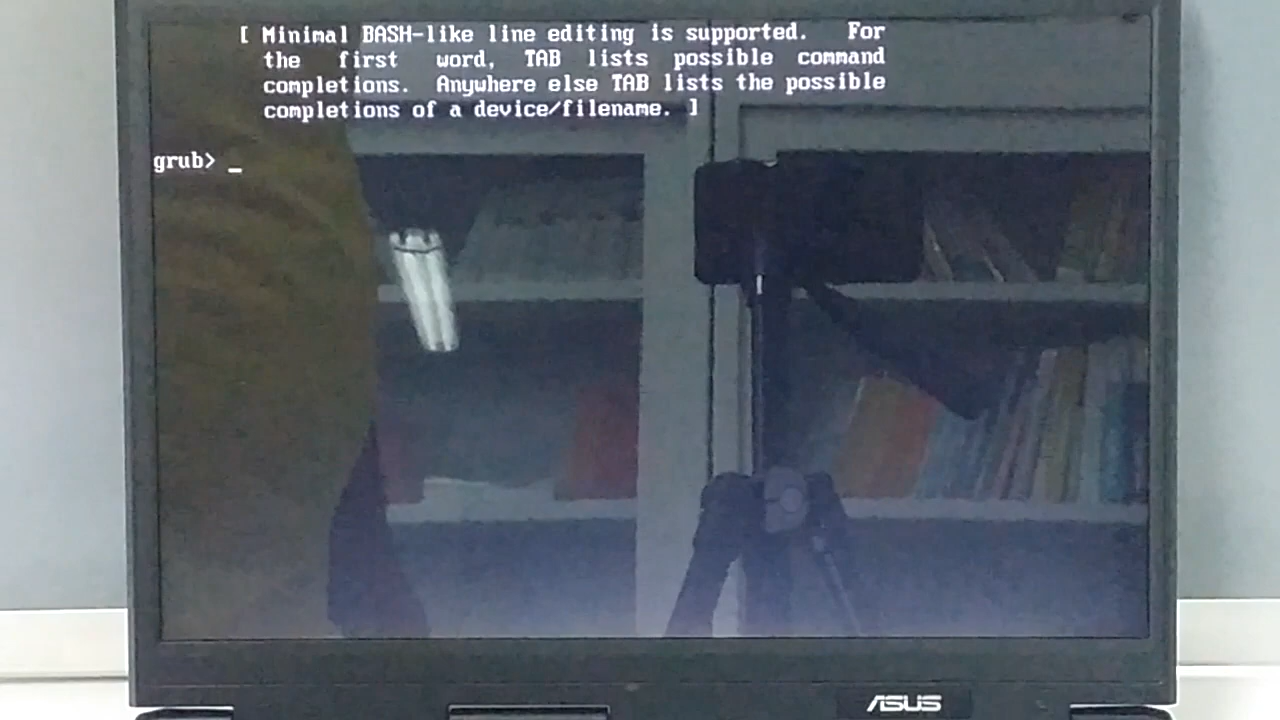 [ Minimal BASH-like line editing is supported. For
the first word, TAB lists possible command
completions. Anywhere else TAB lists the possible
completions of a device/filename. ]
grub> _
ASUS